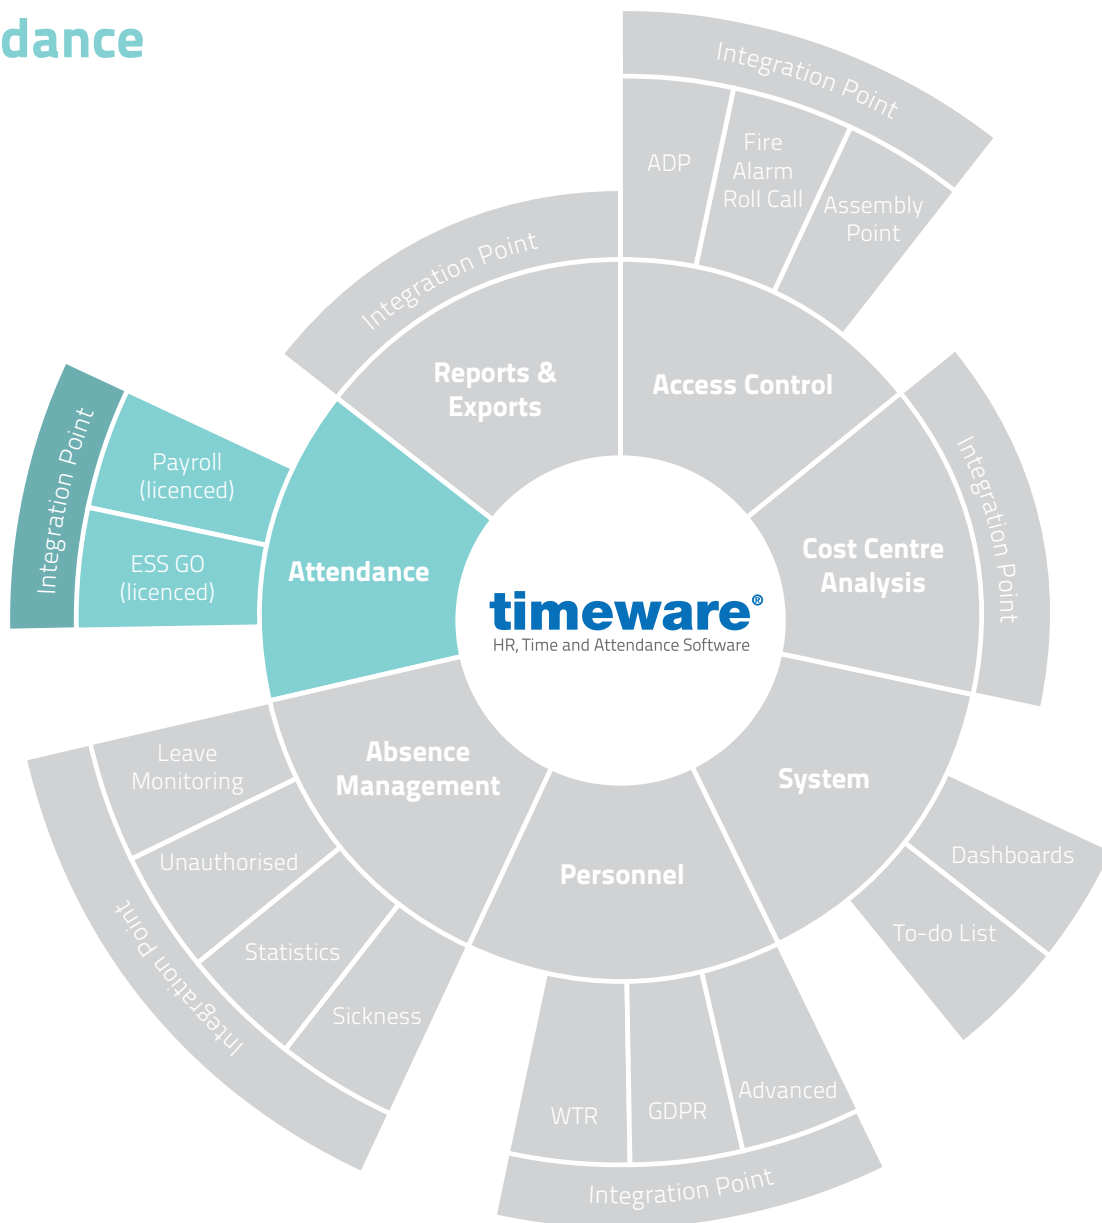 dance
Integration Point
ADP
Fire
Alarm
Roll Call
Assembly
Point
Integration Point
Reports &
Exports
Access Control
Integration Point
Payroll
(licenced)
ESS GO
(licenced)
Attendance
Integration Point
Cost Centre
Analysis
timeware®
HR, Time and Attendance Software
Absence
Management
System
Personnel
Leave
Monitoring
Unauthorised
Statistics
Sickness
Integration Point
Dashboards
To-do List
WTR
GDPR
Advanced
Integration Point